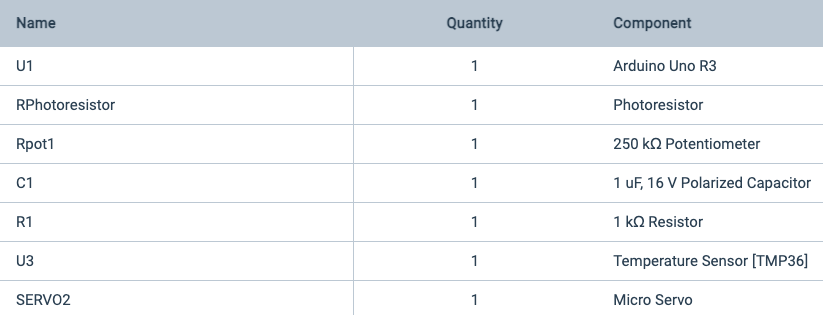 Name Quantity Component
U1 1 Arduino Uno R3
RPhotoresistor 1 Photoresistor
Rpot1 1 250 kΩ Potentiometer
C1 1 1 uF, 16 V Polarized Capacitor
R1 1 1 kΩ Resistor
U3 1 Temperature Sensor [TMP36]
SERVO2 1 Micro Servo